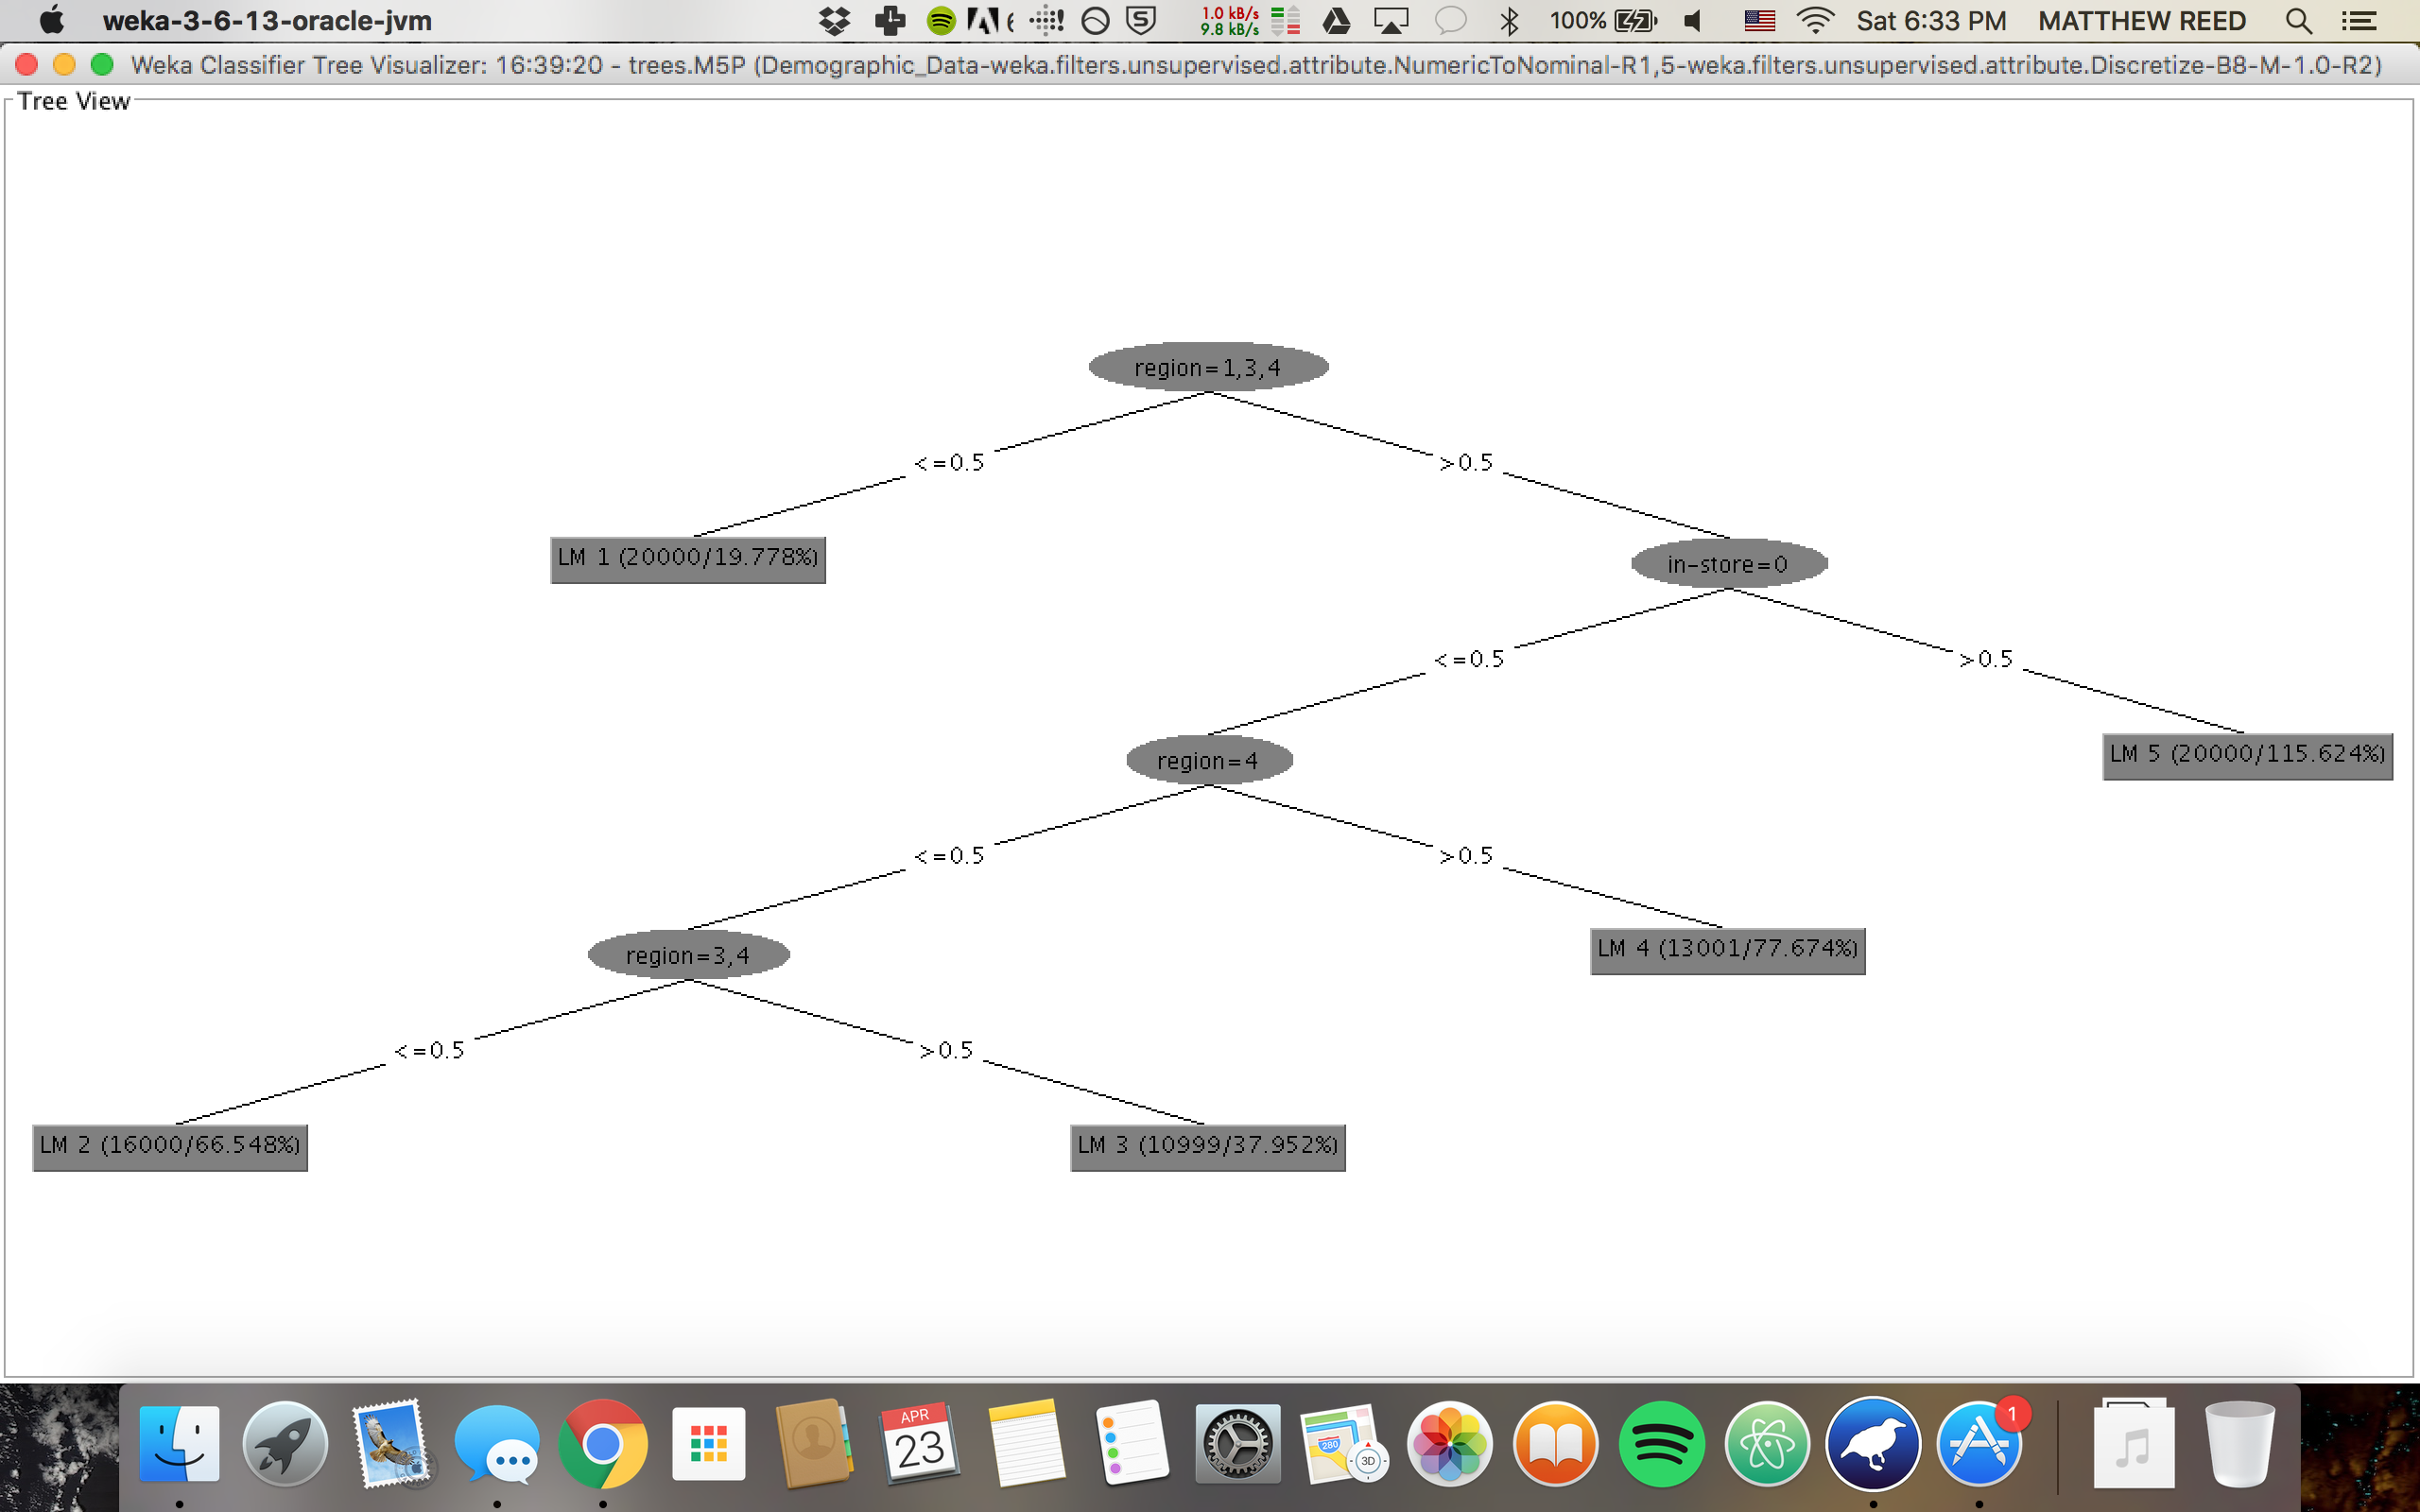 weka-3-6-13-oracle-jvm
1.0 kB/s
9.8 kB/s
100%
Sat 6:33 PM
MATTHEW REED
Weka Classifier Tree Visualizer: 16:39:20 - trees.M5P (Demographic_Data-weka.filters.unsupervised.attribute.NumericToNominal-R1,5-weka.filters.unsupervised.attribute.Discretize-B8-M-1.0-R2)
Tree View
region=1,3,4
<=0.5
>0.5
LM 1 (20000/19.778%)
in-store=0
<=0.5
>0.5
region=4
LM 5 (20000/115.624%)
<=0.5
>0.5
region=3,4
LM 4 (13001/77.674%)
<=0.5
>0.5
LM 2 (16000/66.548%)
LM 3 (10999/37.952%)
APR
23
280
3D
1